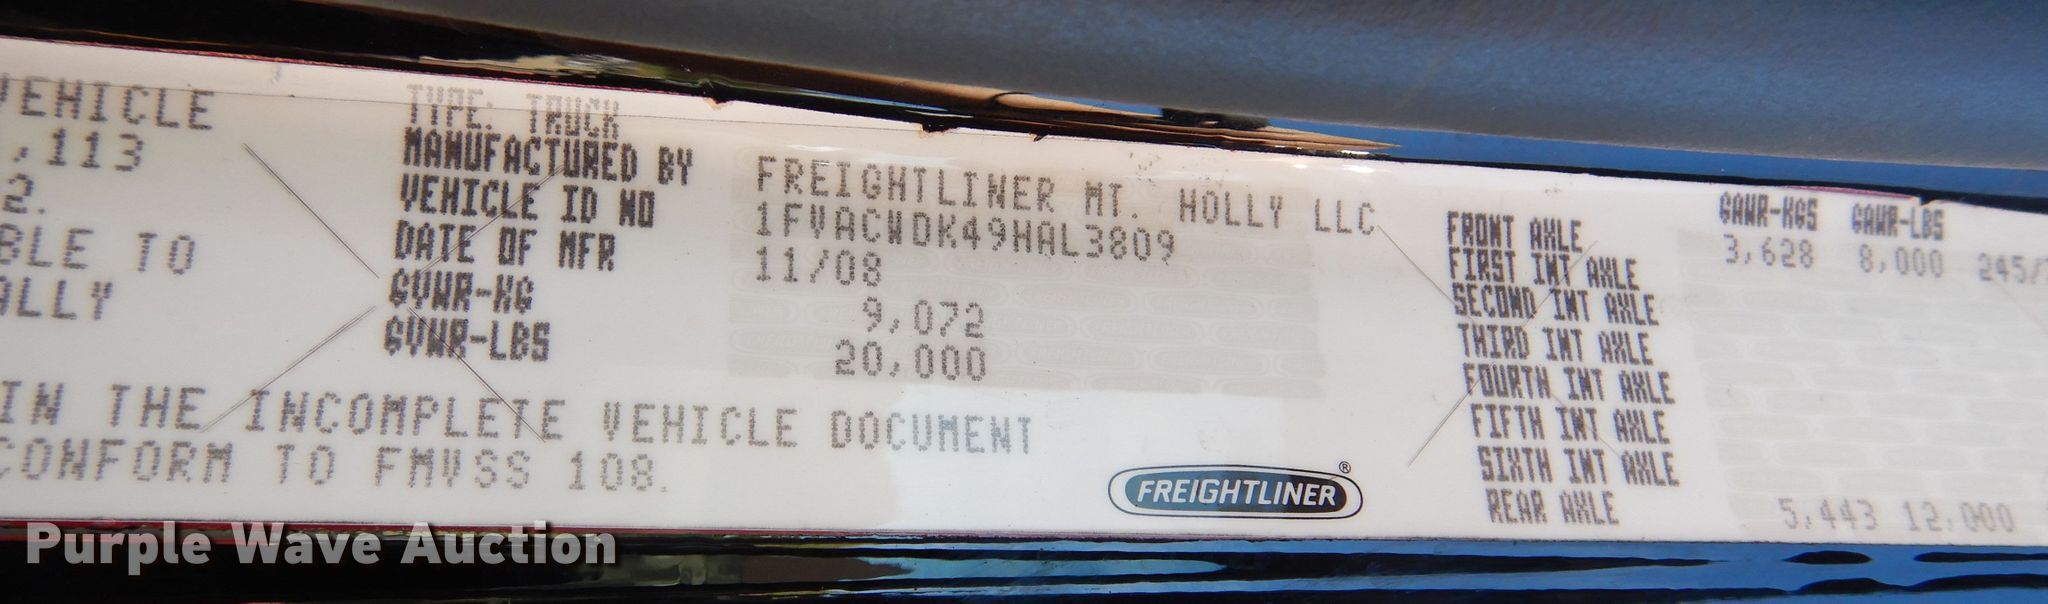 VEHICLE
.113
2.
BLE TO
ALLY
IN THE INCOMPLETE VEHICLE DOCUMENT
CONFORM TO FMVSS 108.
TYPE: TRUCK
MANUFACTURED BY FREIGHTLINER MT. HOLLY LLC
VEHICLE ID NO 1FVACWDK49HAL3809
DATE OF MFR 11/08
GVWR-KG 9,072
GVWR-LBS 20,000
GAWR-KGS GAWR-LBS
FRONT AXLE 3,628 8,000 245/
FIRST INT AXLE
SECOND INT AXLE
THIRD INT AXLE
FOURTH INT AXLE
FIFTH INT AXLE
SIXTH INT AXLE
REAR AXLE 5,443 12,000
FREIGHTLINER®
Purple Wave Auction